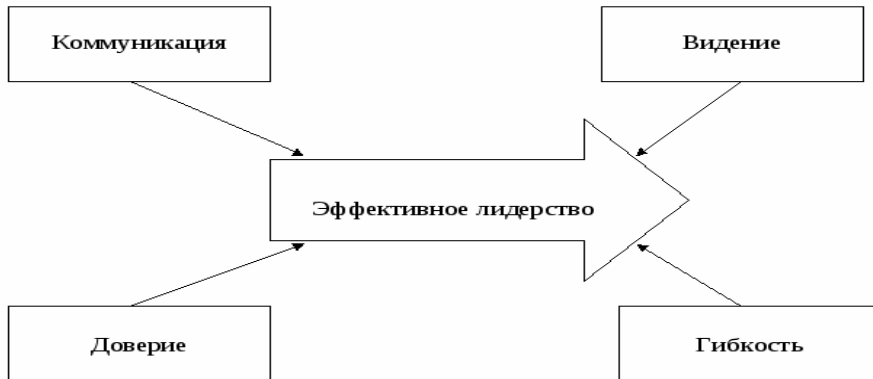 Коммуникация
Видение
Эффективное лидерство
Доверие
Гибкость